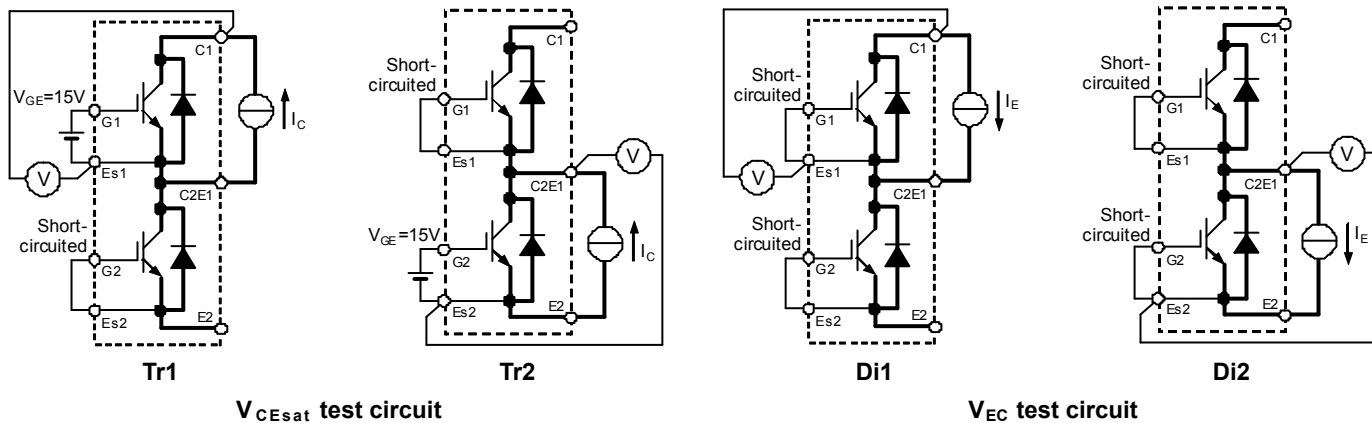 C1
Short-
circuited
VGE=15V
G1
IC
Es1
V
C2E1
Short-
circuited
G2
Es2
E2
Tr1
C1
Short-
circuited
G1
Es1
V
C2E1
VGE=15V
G2
IC
Es2
E2
Tr2
VCEsat test circuit
C1
Short-
circuited
G1
IE
Es1
V
C2E1
Short-
circuited
G2
Es2
E2
Di1
C1
Short-
circuited
G1
Es1
V
C2E1
Short-
circuited
G2
IE
Es2
E2
Di2
VEC test circuit